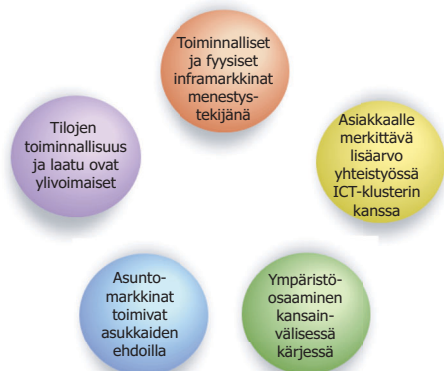 Toiminnalliset
ja fyysiset
inframarkkinat
menestys-
tekijänä
Tilojen
toiminnallisuus
ja laatu ovat
ylivoimaiset
Asiakkaalle
merkittävä
lisäarvo
yhteistyössä
ICT-klusterin
kanssa
Asunto-
markkinat
toimivat
asukkaiden
ehdoilla
Ympäristö-
osaaminen
kansain-
välisessä
kärjessä